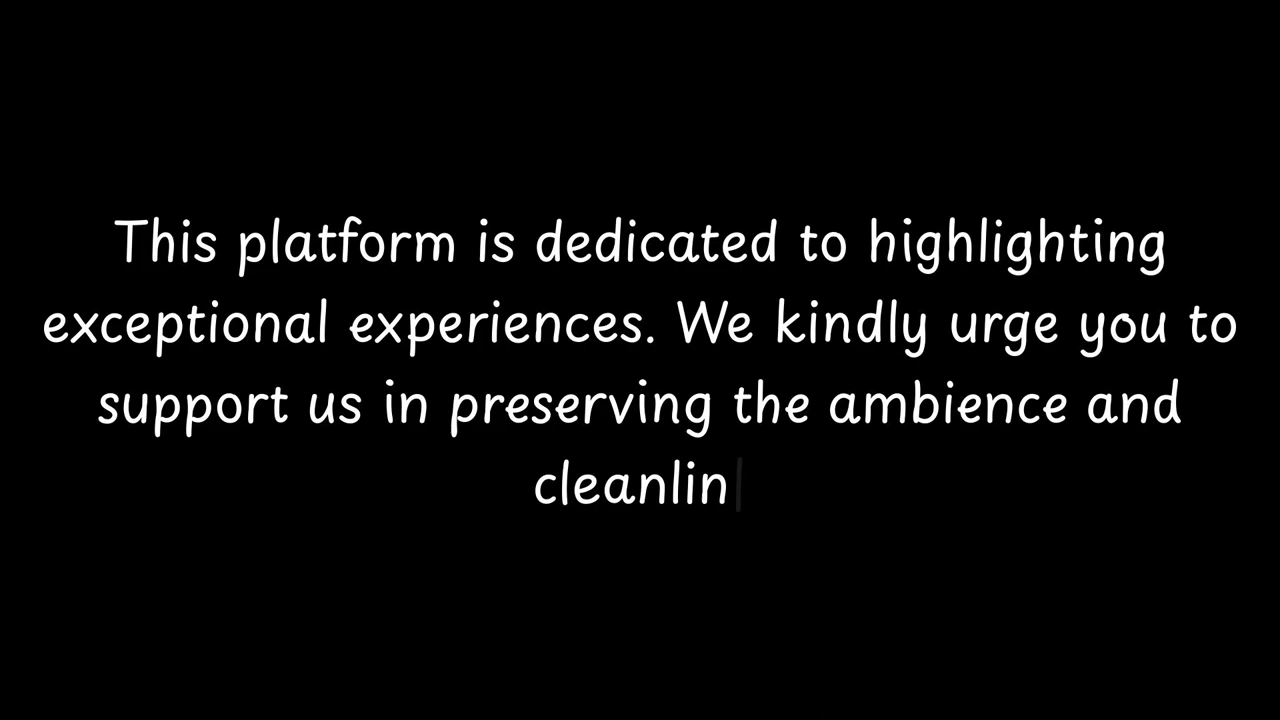 This platform is dedicated to highlighting
exceptional experiences. We kindly urge you to
support us in preserving the ambience and
cleanlin